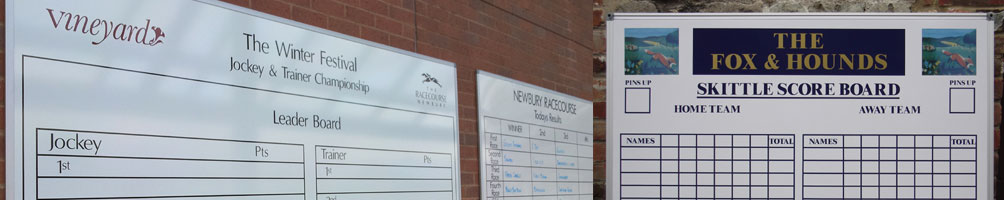 Vineyard
The Winter Festival
Jockey & Trainer Championship
THE
RACECOURSE
NEWBURY
Leader Board
Jockey Pts
1st
Trainer Pts
1st
NEWBURY RACECOURSE
Todays Results
WINNER 2nd 3rd
First
Race
Second
Race
Third
Race
Fourth
Race
THE
FOX & HOUNDS
SKITTLE SCORE BOARD
PINS UP PINS UP
HOME TEAM AWAY TEAM
NAMES TOTAL NAMES TOTAL